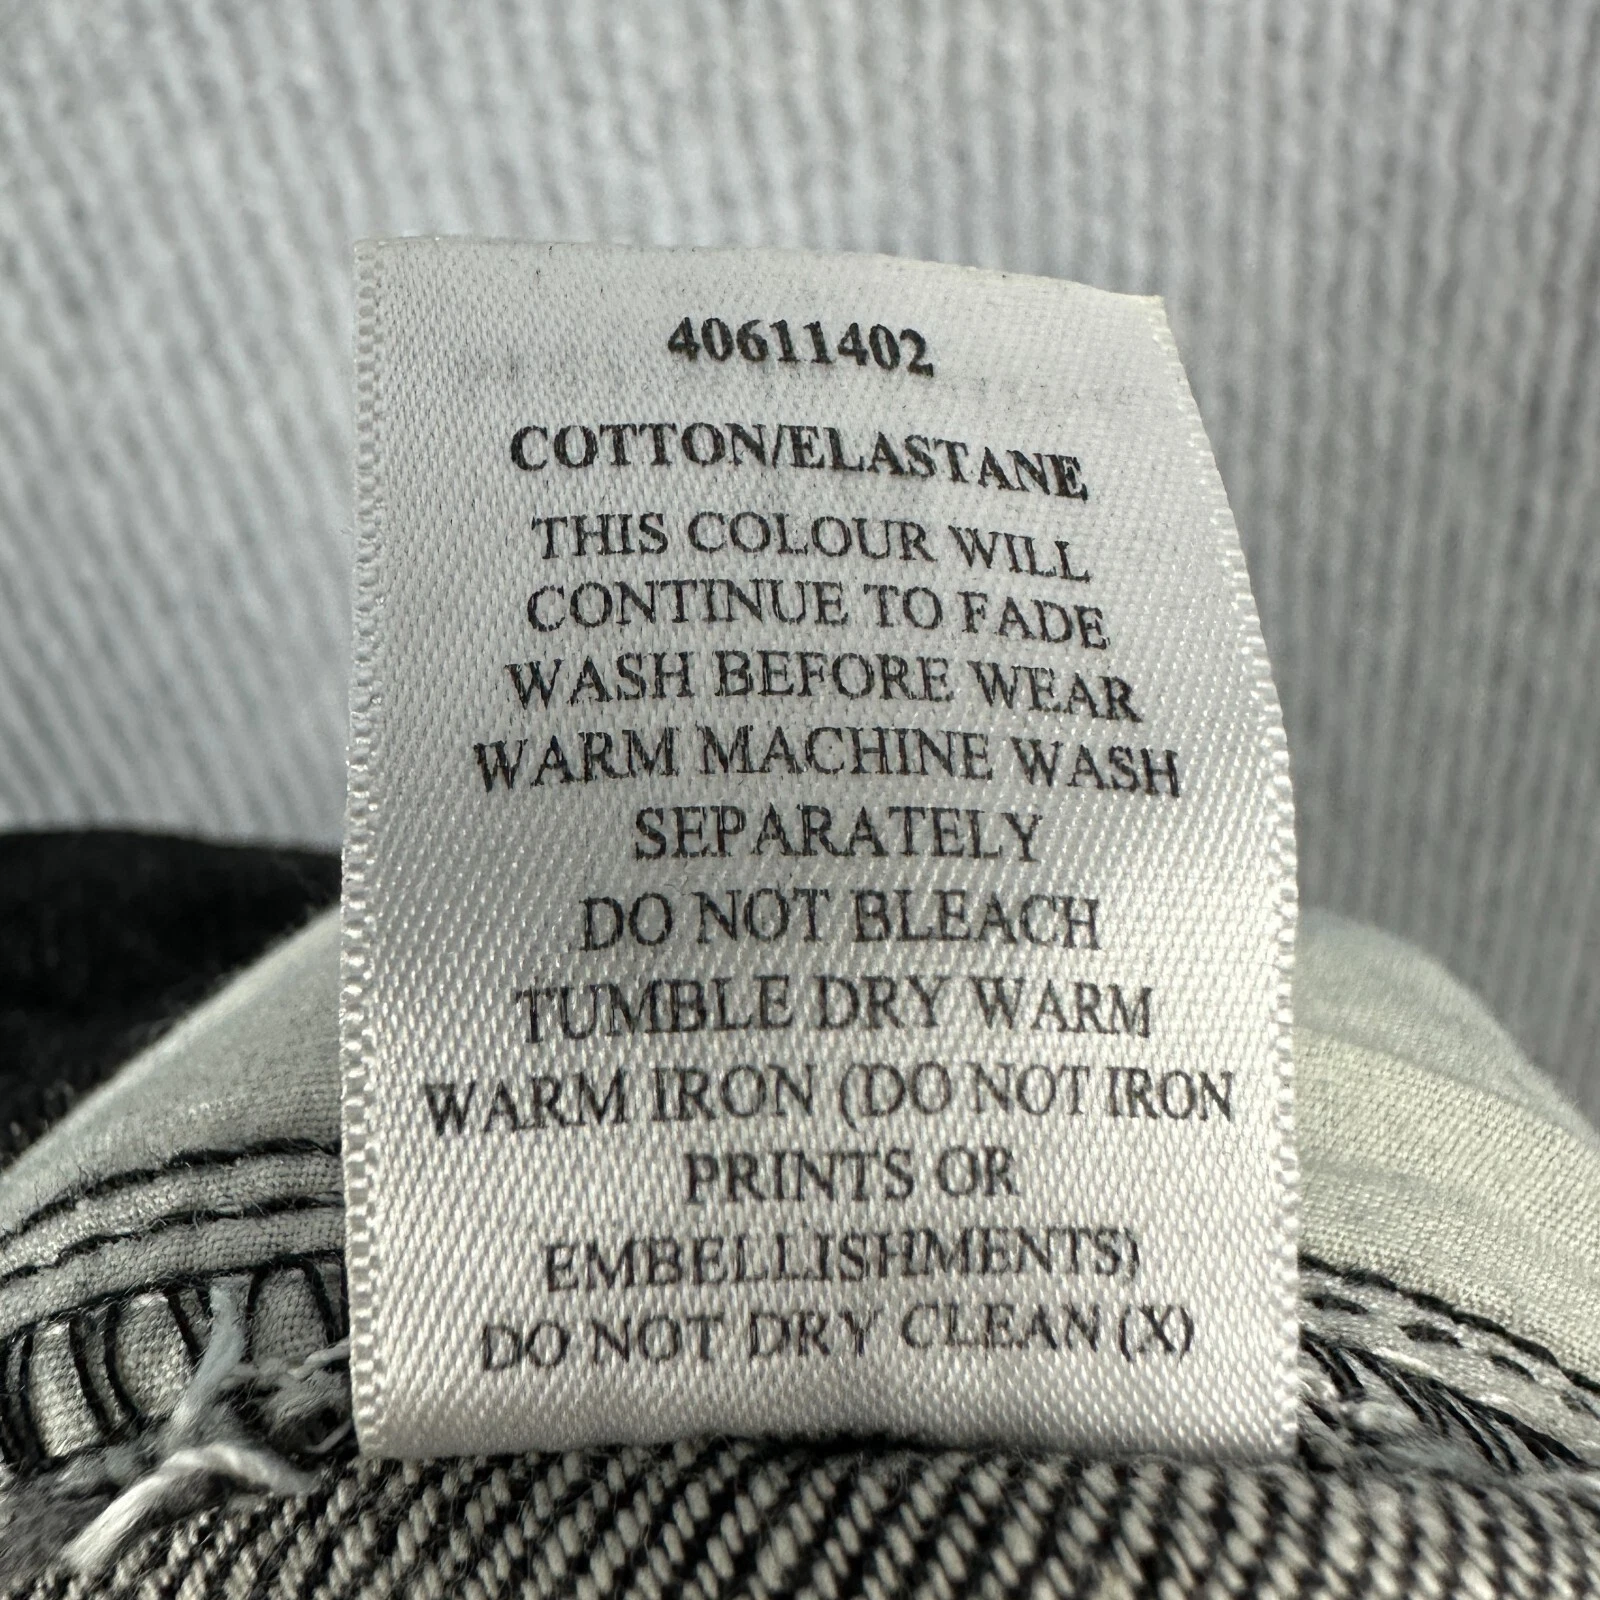 40611402
COTTON/ELASTANE
THIS COLOUR WILL
CONTINUE TO FADE
WASH BEFORE WEAR
WARM MACHINE WASH
SEPARATELY
DO NOT BLEACH
TUMBLE DRY WARM
WARM IRON (DO NOT IRON
PRINTS OR
EMBELLISHMENTS)
DO NOT DRY CLEAN (X)